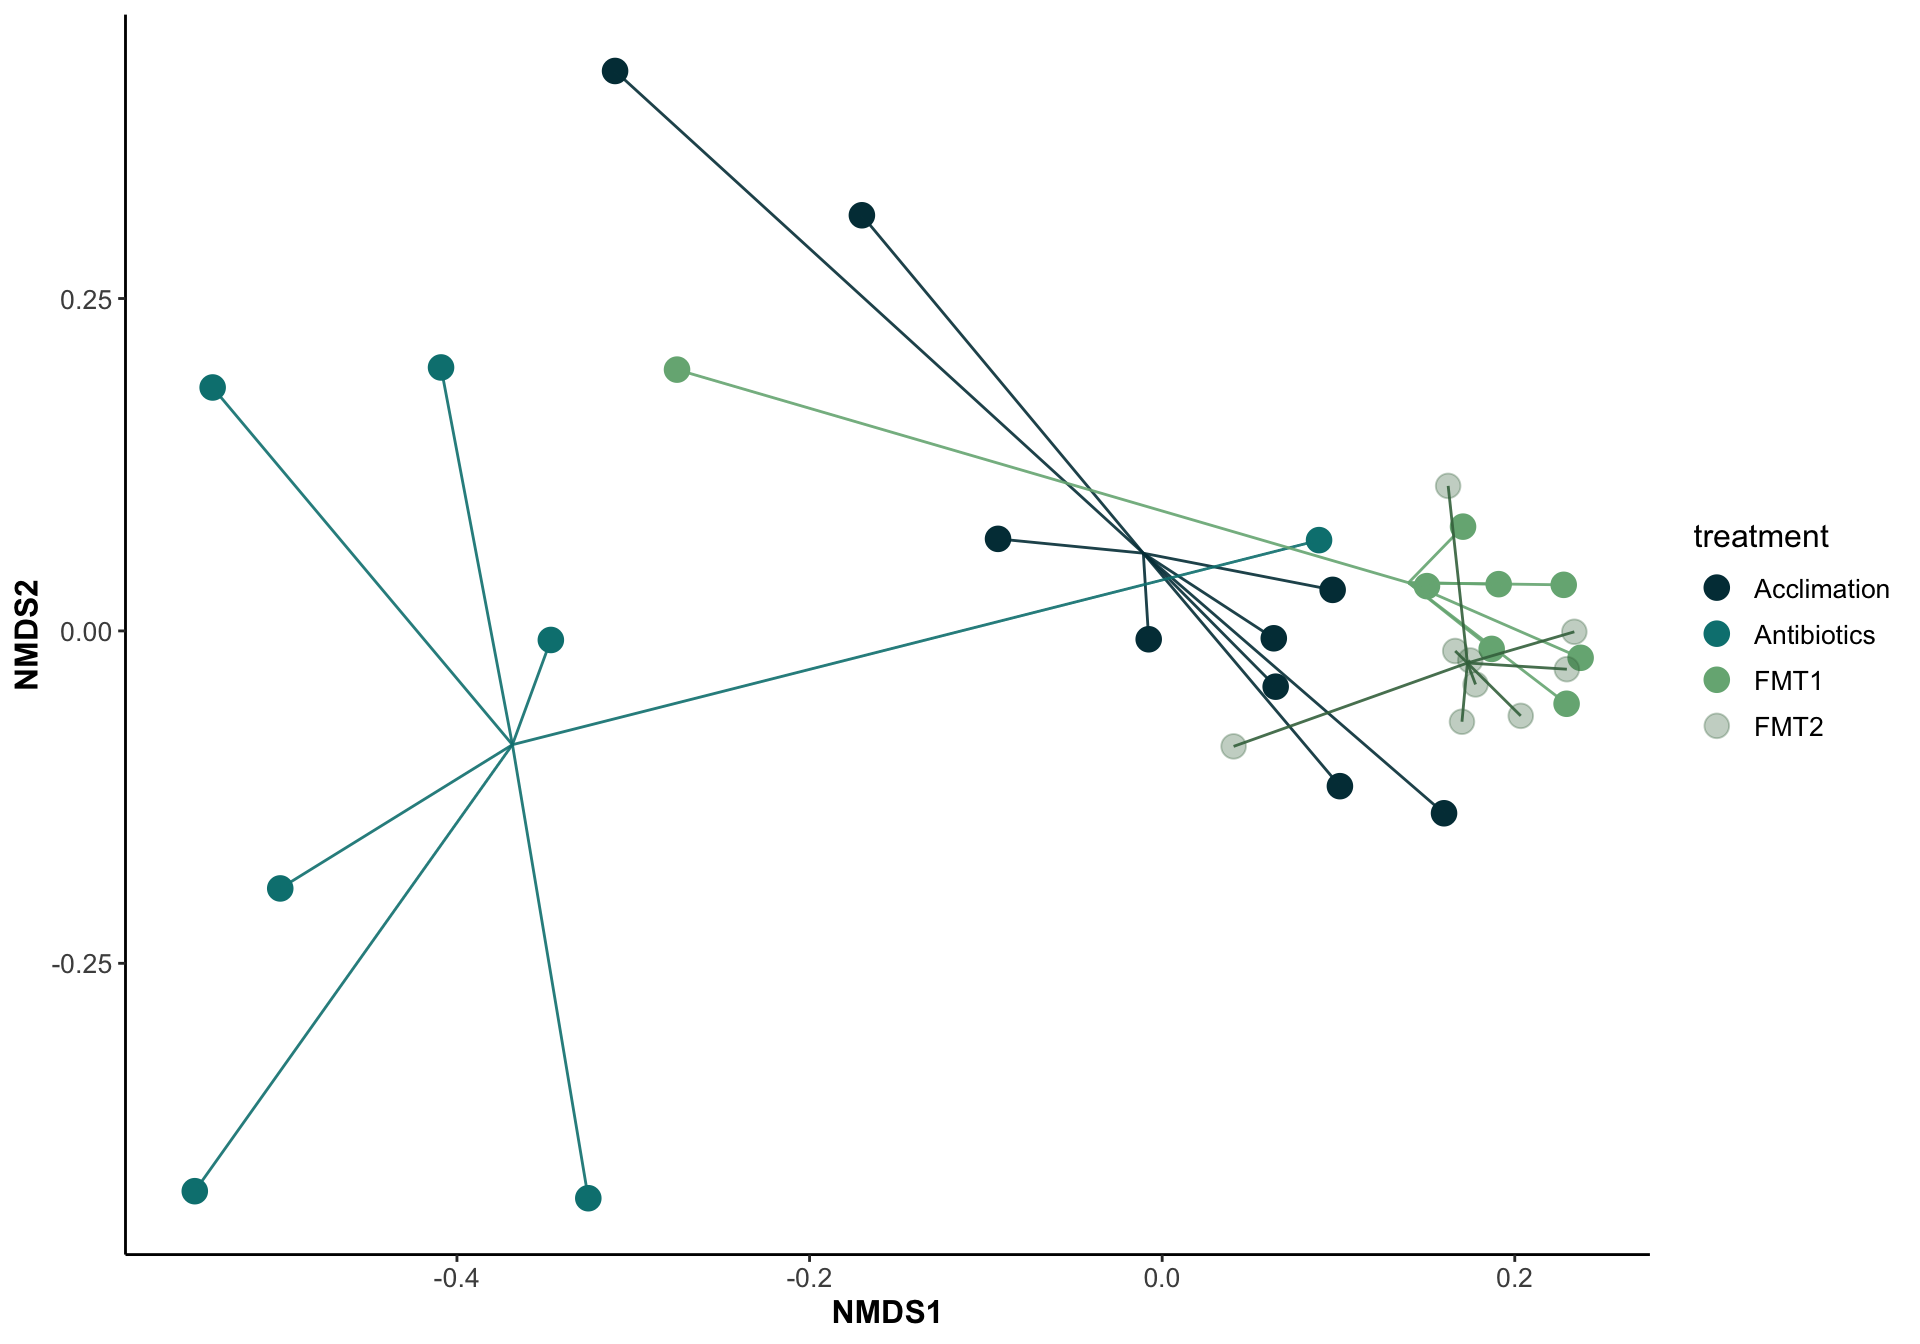 NMDS2
0.25
0.00
-0.25
-0.4
-0.2
0.0
0.2
NMDS1
treatment
Acclimation
Antibiotics
FMT1
FMT2